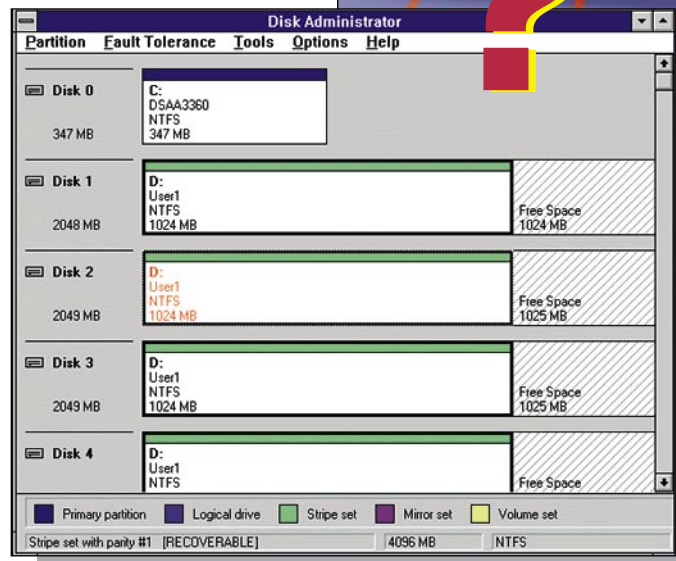 Disk Administrator
Partition Fault Tolerance Tools Options Help
Disk 0
347 MB
C:
DSAA3360
NTFS
347 MB
Disk 1
2048 MB
D:
User1
NTFS
1024 MB
Free Space
1024 MB
Disk 2
2049 MB
D:
User1
NTFS
1024 MB
Free Space
1025 MB
Disk 3
2049 MB
D:
User1
NTFS
1024 MB
Free Space
1025 MB
Disk 4
D:
User1
NTFS
Free Space
Primary partition Logical drive Stripe set Mirror set Volume set
Stripe set with parity #1 [RECOVERABLE] 4096 MB NTFS
?